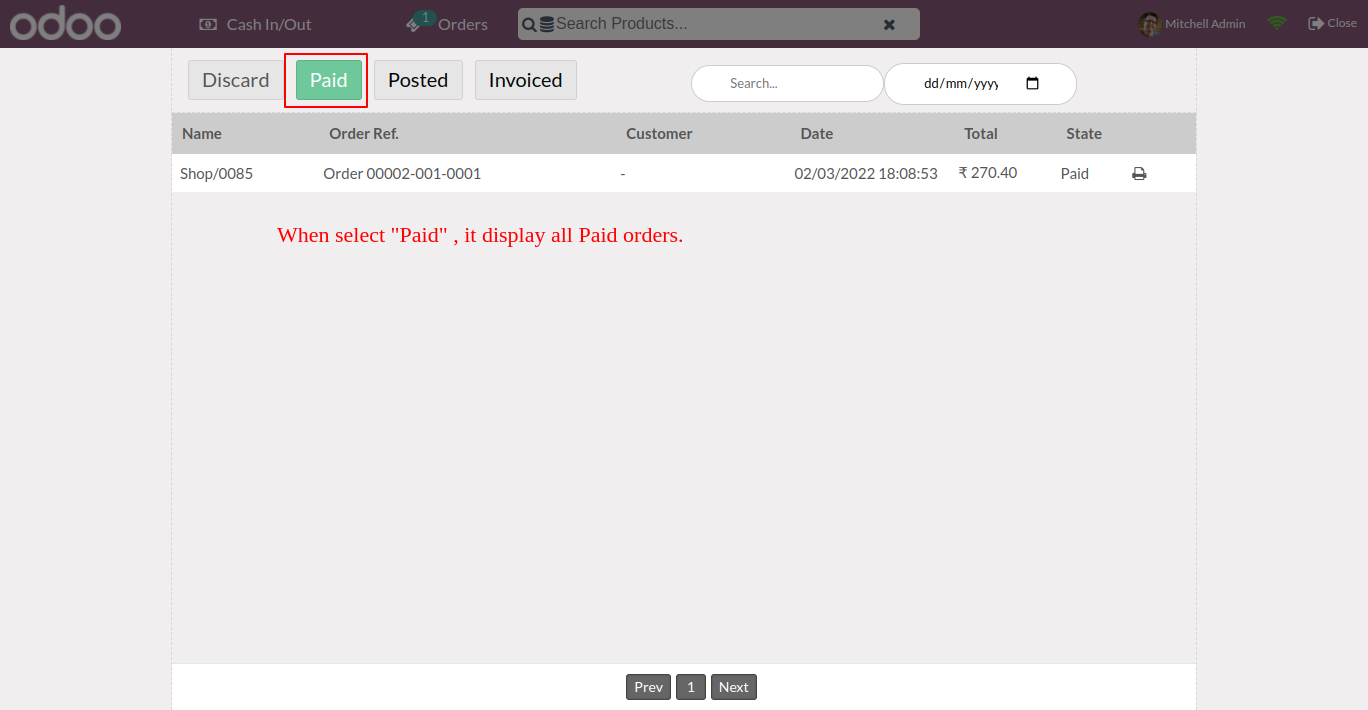 odoo Cash In/Out 1 Orders Search Products... Mitchell Admin Close
Discard Paid Posted Invoiced Search... dd/mm/yyyy
Name Order Ref. Customer Date Total State
Shop/0085 Order 00002-001-0001 - 02/03/2022 18:08:53 ₹ 270.40 Paid
When select "Paid" , it display all Paid orders.
Prev 1 Next